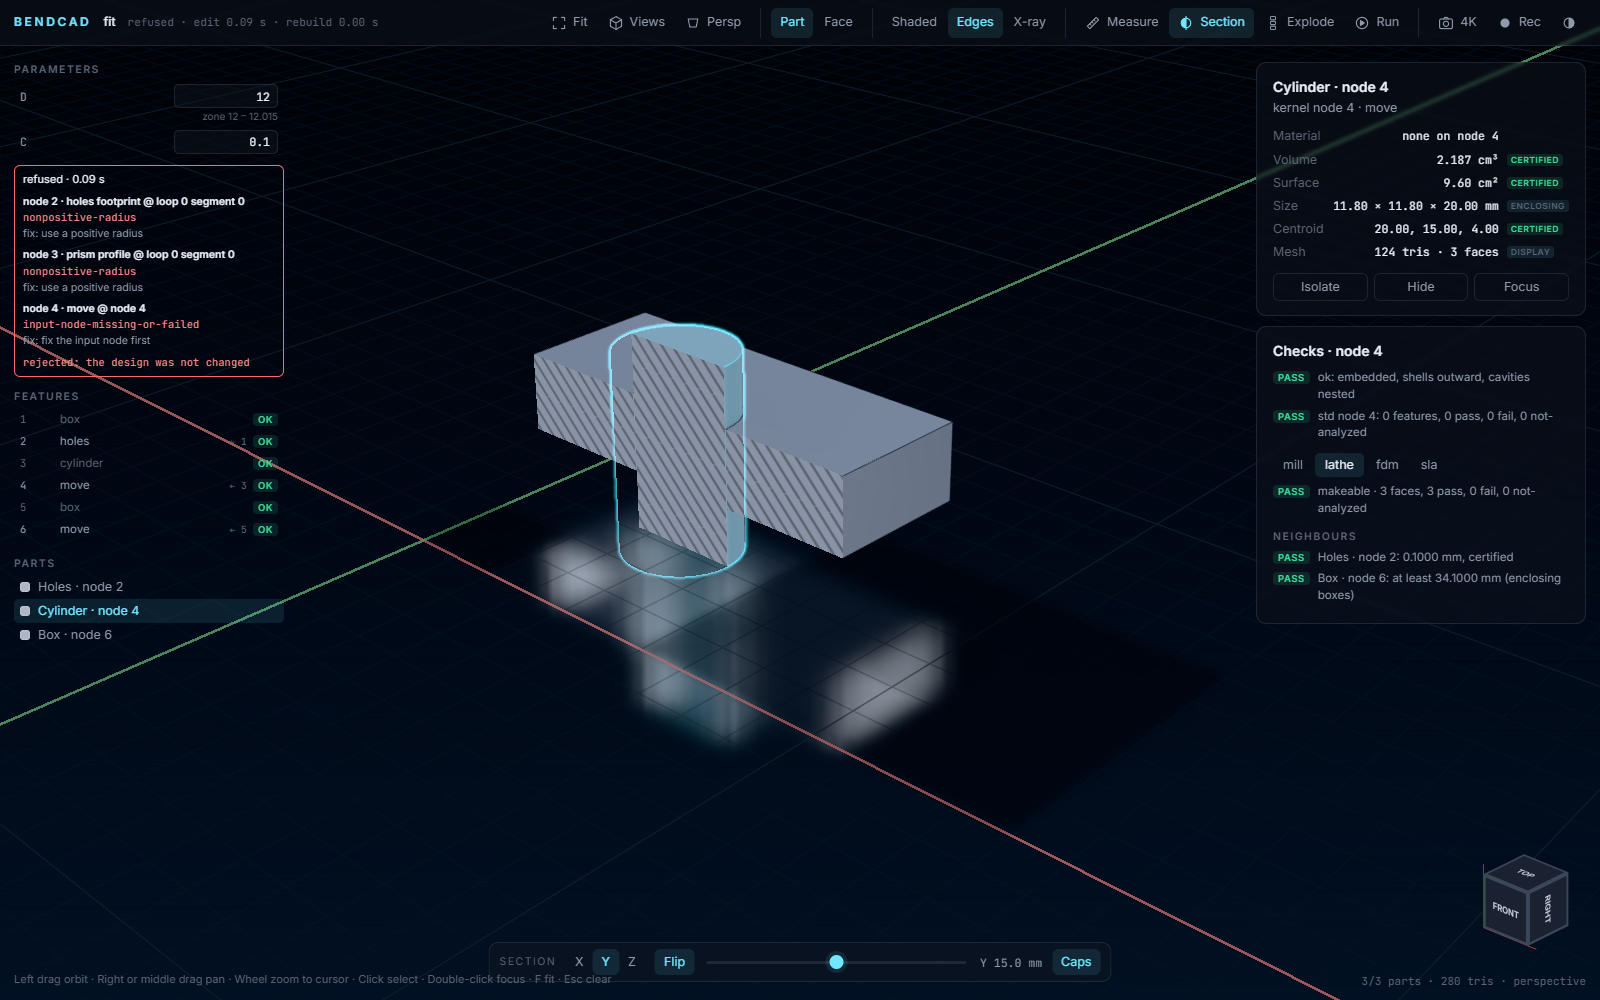 BENDCAD fit refused · edit 0.09 s · rebuild 0.00 s Fit Views Persp Part Face Shaded Edges X-ray Measure Section Explode Run 4K Rec
PARAMETERS
D 12
zone 12 – 12.015
C 0.1
refused · 0.09 s
node 2 · holes footprint @ loop 0 segment 0
nonpositive-radius
fix: use a positive radius
node 3 · prism profile @ loop 0 segment 0
nonpositive-radius
fix: use a positive radius
node 4 · move @ node 4
input-node-missing-or-failed
fix: fix the input node first
rejected: the design was not changed
FEATURES
1 box OK
2 holes ← 1 OK
3 cylinder OK
4 move ← 3 OK
5 box OK
6 move ← 5 OK
PARTS
Holes · node 2
Cylinder · node 4
Box · node 6
Cylinder · node 4
kernel node 4 · move
Material none on node 4
Volume 2.187 cm³ CERTIFIED
Surface 9.60 cm² CERTIFIED
Size 11.80 × 11.80 × 20.00 mm ENCLOSING
Centroid 20.00, 15.00, 4.00 CERTIFIED
Mesh 124 tris · 3 faces DISPLAY
Isolate Hide Focus
Checks · node 4
PASS ok: embedded, shells outward, cavities
nested
PASS std node 4: 0 features, 0 pass, 0 fail, 0 not-
analyzed
mill lathe fdm sla
PASS makeable · 3 faces, 3 pass, 0 fail, 0 not-
analyzed
NEIGHBOURS
PASS Holes · node 2: 0.1000 mm, certified
PASS Box · node 6: at least 34.1000 mm (enclosing
boxes)
TOP
FRONT
RIGHT
SECTION X Y Z Flip Y 15.0 mm Caps
Left drag orbit · Right or middle drag pan · Wheel zoom to cursor · Click select · Double-click focus · F fit · Esc clear
3/3 parts · 280 tris · perspective